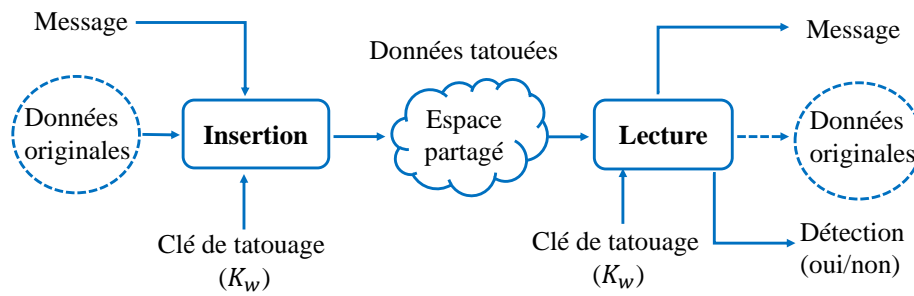 Message
Données
originales
Insertion
Clé de tatouage
(K_w)
Données tatouées
Espace
partagé
Lecture
Clé de tatouage
(K_w)
Message
Données
originales
Détection
(oui/non)